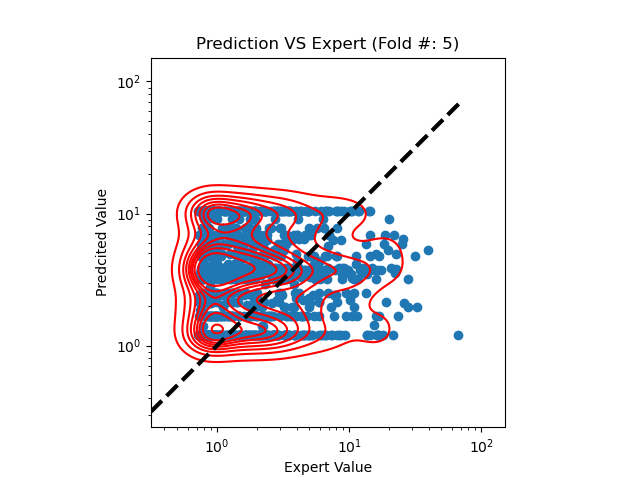 Prediction VS Expert (Fold #: 5)
10²
10¹
10⁰
Predcited Value
10⁰ 10¹ 10²
Expert Value